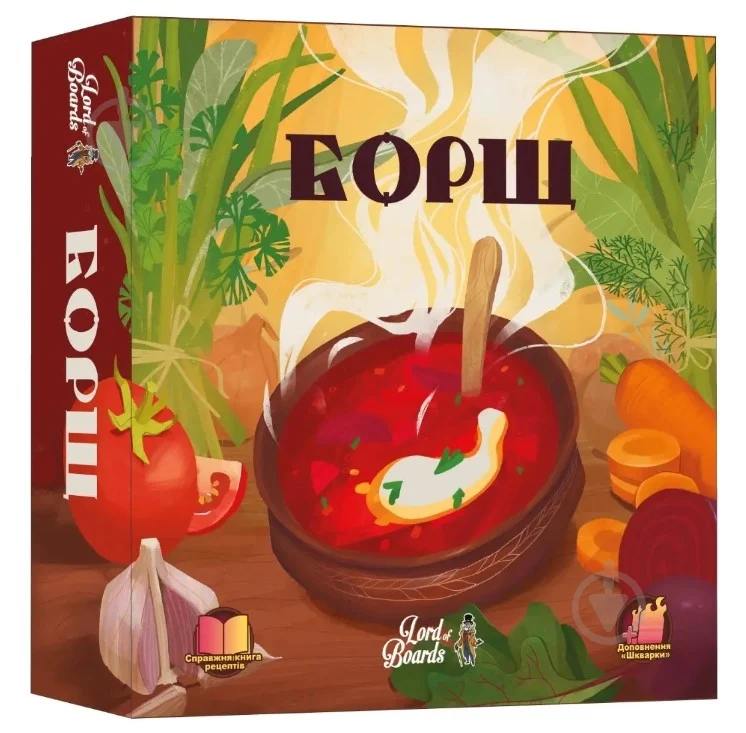 Lord of
Boards
БОРЩ
БОРЩ
Справжня книга
рецептів
Lord of
Boards
Доповнення
«Шкварки»